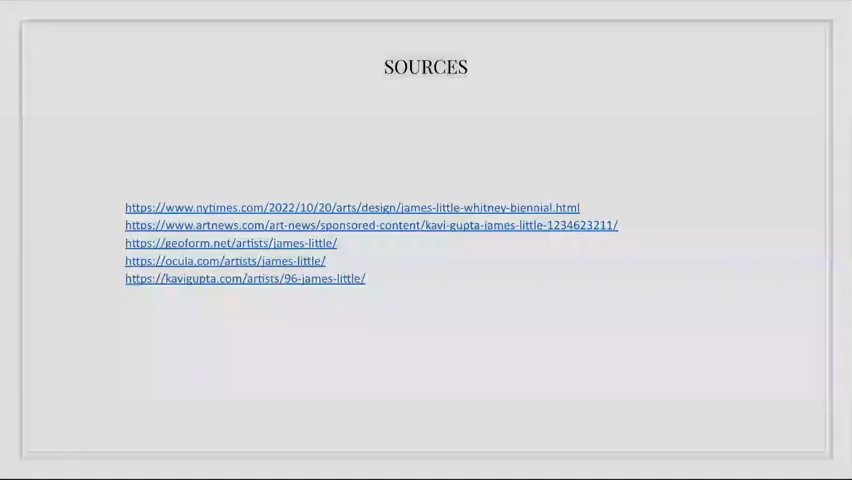 SOURCES
https://www.nytimes.com/2022/10/20/arts/design/james-little-whitney-biennial.html
https://www.artnews.com/art-news/sponsored-content/kavi-gupta-james-little-1234623211/
https://geoform.net/artists/james-little/
https://ocula.com/artists/james-little/
https://kavigupta.com/artists/96-james-little/